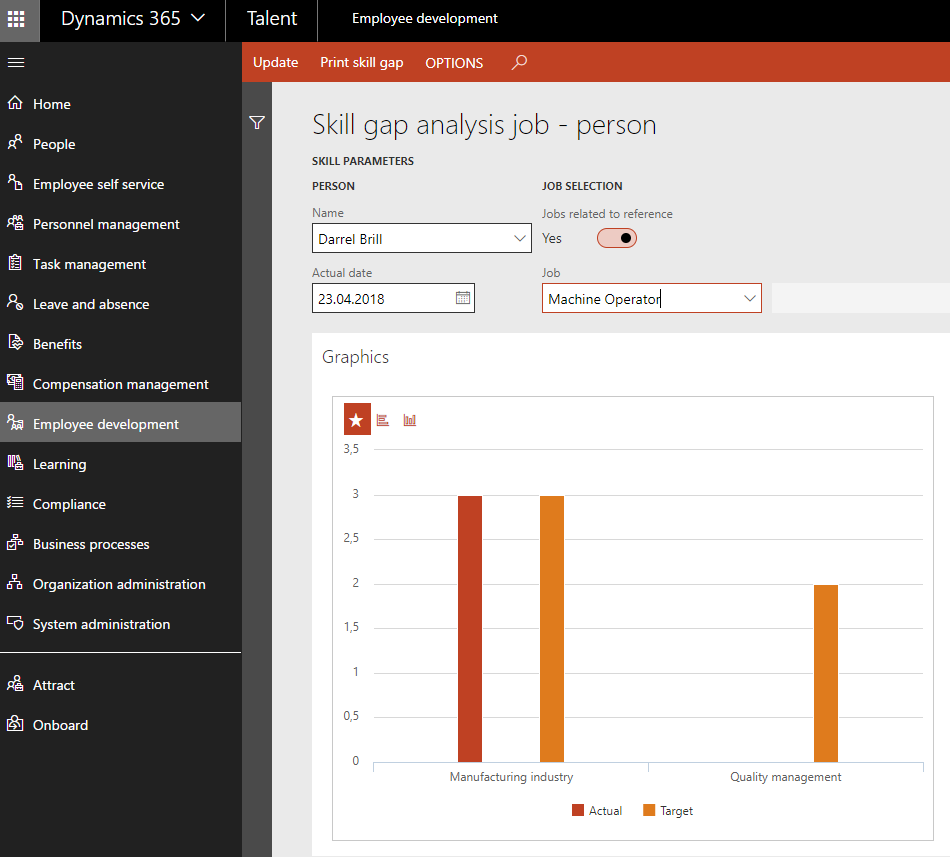 Dynamics 365 Talent Employee development
Update Print skill gap OPTIONS
Home
People
Employee self service
Personnel management
Task management
Leave and absence
Benefits
Compensation management
Employee development
Learning
Compliance
Business processes
Organization administration
System administration
Attract
Onboard
Skill gap analysis job - person
SKILL PARAMETERS
PERSON
Name
Darrel Brill
Actual date
23.04.2018
JOB SELECTION
Jobs related to reference
Yes
Job
Machine Operator
Graphics
3,5
3
2,5
2
1,5
1
0,5
0
Manufacturing industry Quality management
Actual Target